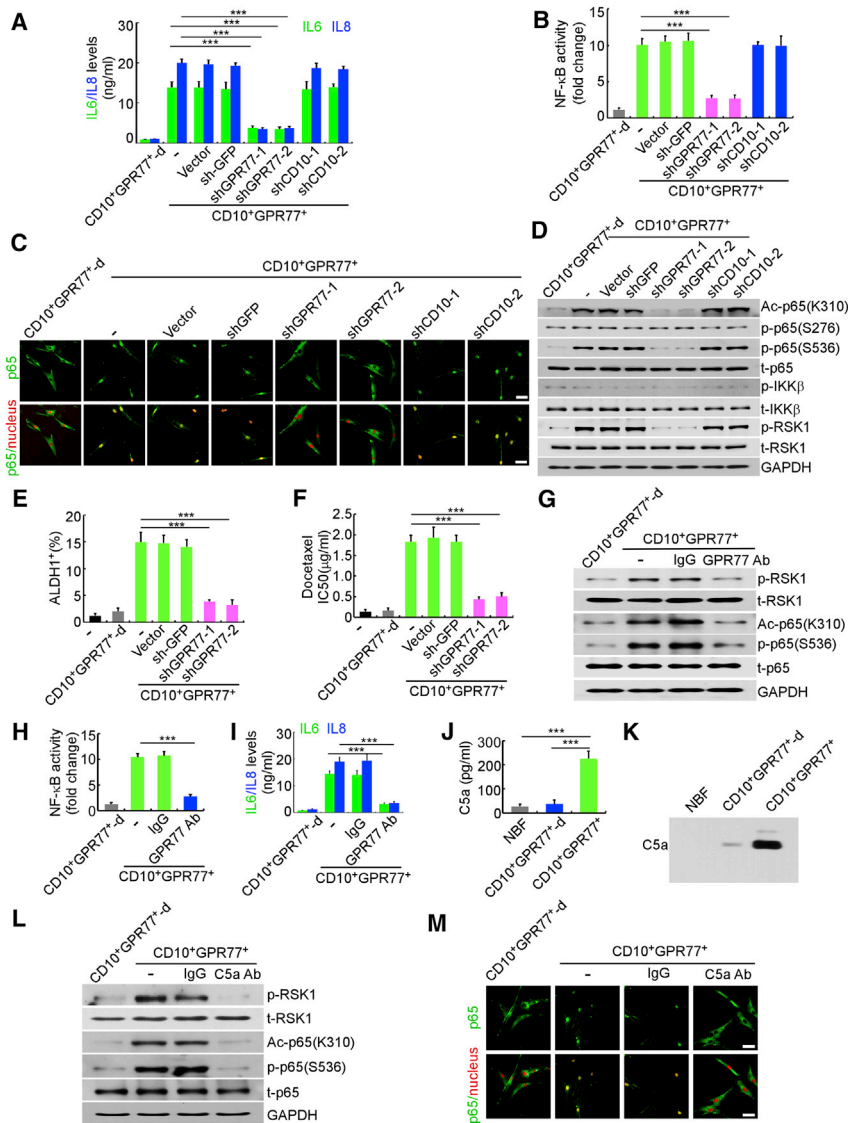 A
IL6/IL8 levels
(ng/ml)
30
20
10
0
***
***
***
***
IL6 IL8
CD10+GPR77+-d
-
Vector
sh-GFP
shGPR77-1
shGPR77-2
shCD10-1
shCD10-2
CD10+GPR77+
B
NF-κB activity
(fold change)
15
10
5
0
***
***
CD10+GPR77+-d
-
Vector
sh-GFP
shGPR77-1
shGPR77-2
shCD10-1
shCD10-2
CD10+GPR77+
C
CD10+GPR77+-d
CD10+GPR77+
-
Vector
shGFP
shGPR77-1
shGPR77-2
shCD10-1
shCD10-2
p65
p65/nucleus
D
CD10+GPR77+-d
CD10+GPR77+
-
Vector
shGFP
shGPR77-1
shGPR77-2
shCD10-1
shCD10-2
Ac-p65(K310)
p-p65(S276)
p-p65(S536)
t-p65
p-IKKβ
t-IKKβ
p-RSK1
t-RSK1
GAPDH
E
ALDH1+(%)
20
15
10
5
0
***
***
-
CD10+GPR77+-d
-
Vector
sh-GFP
shGPR77-1
shGPR77-2
CD10+GPR77+
F
Docetaxel
IC50(μg/ml)
2.5
2.0
1.5
1.0
0.5
0
***
***
-
CD10+GPR77+-d
-
Vector
sh-GFP
shGPR77-1
shGPR77-2
CD10+GPR77+
G
CD10+GPR77+-d
CD10+GPR77+
- IgG GPR77 Ab
p-RSK1
t-RSK1
Ac-p65(K310)
p-p65(S536)
t-p65
GAPDH
H
NF-κB activity
(fold change)
15
10
5
0
***
CD10+GPR77+-d
-
IgG
GPR77 Ab
CD10+GPR77+
I
IL6/IL8 levels
(ng/ml)
30
20
10
0
IL6 IL8
***
***
CD10+GPR77+-d
-
IgG
GPR77 Ab
CD10+GPR77+
J
C5a (pg/ml)
300
200
100
0
***
***
NBF
CD10+GPR77+-d
CD10+GPR77+
K
NBF
CD10+GPR77+-d
CD10+GPR77+
C5a
L
CD10+GPR77+-d
CD10+GPR77+
- IgG C5a Ab
p-RSK1
t-RSK1
Ac-p65(K310)
p-p65(S536)
t-p65
GAPDH
M
CD10+GPR77+-d
CD10+GPR77+
- IgG C5a Ab
p65
p65/nucleus